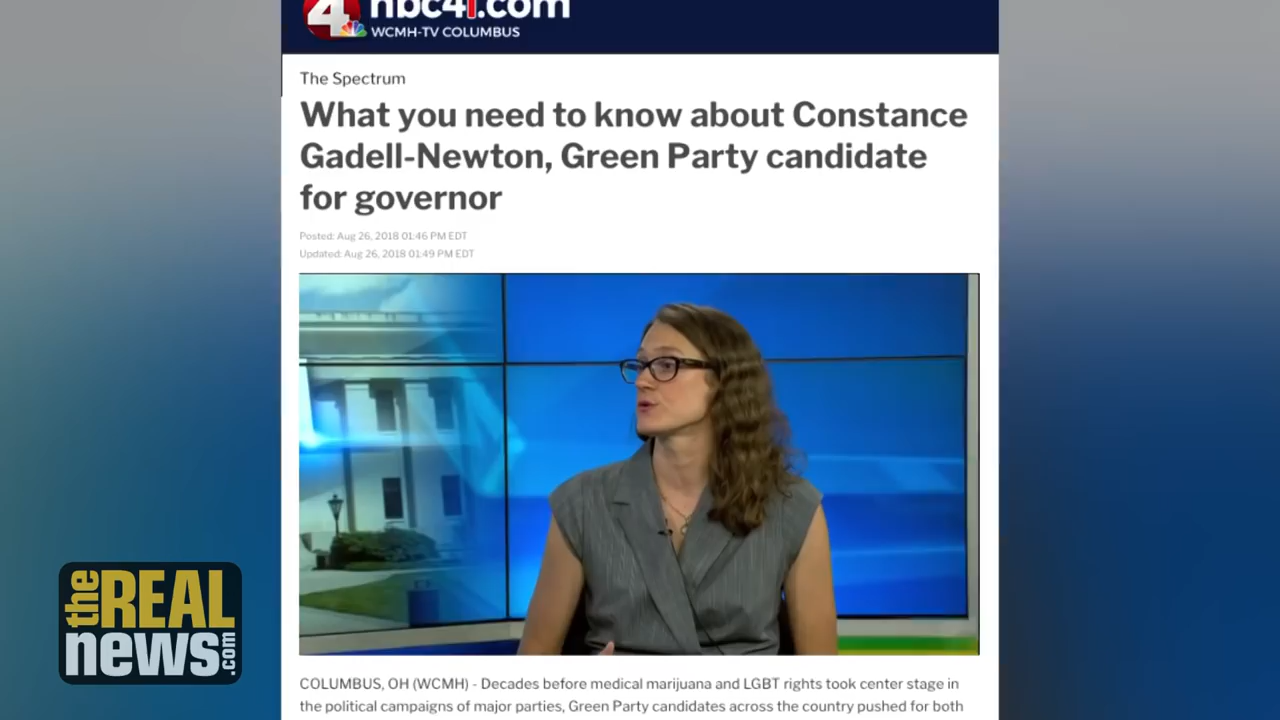 4 nbc4i.com
WCMH-TV COLUMBUS
The Spectrum
What you need to know about Constance
Gadell-Newton, Green Party candidate
for governor
Posted: Aug 26, 2018 01:46 PM EDT
Updated: Aug 26, 2018 01:49 PM EDT
COLUMBUS, OH (WCMH) - Decades before medical marijuana and LGBT rights took center stage in
the political campaigns of major parties, Green Party candidates across the country pushed for both
the REAL
news.com